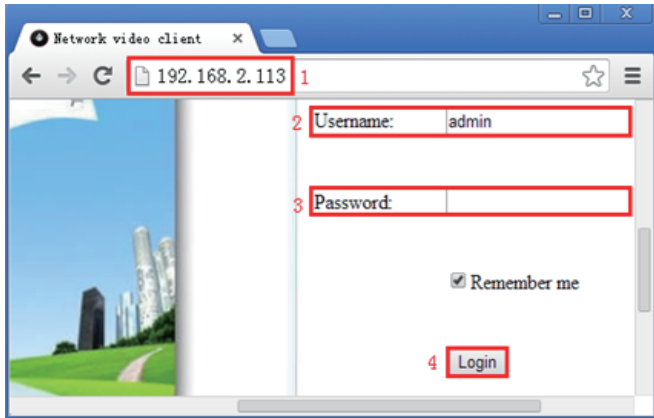 Network video client
192.168.2.113 1
2 Username: admin
3 Password:
Remember me
4 Login